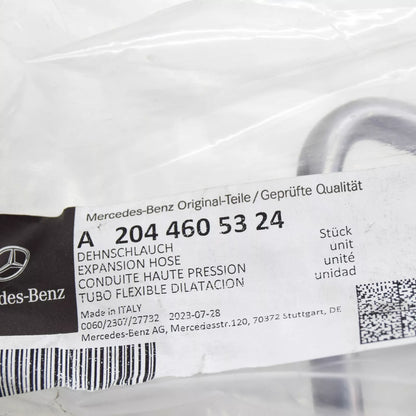 Mercedes-Benz Original-Teile/Geprüfte Qualität
A 204 460 53 24
DEHNSCHLAUCH
EXPANSION HOSE
CONDUITE HAUTE PRESSION
TUBO FLEXIBLE DILATACION
Stück
unit
unité
unidad
Made in ITALY
0060/2307/27732 2023-07-28
Mercedes-Benz AG, Mercedesstr.120, 70372 Stuttgart, DE
des-Benz